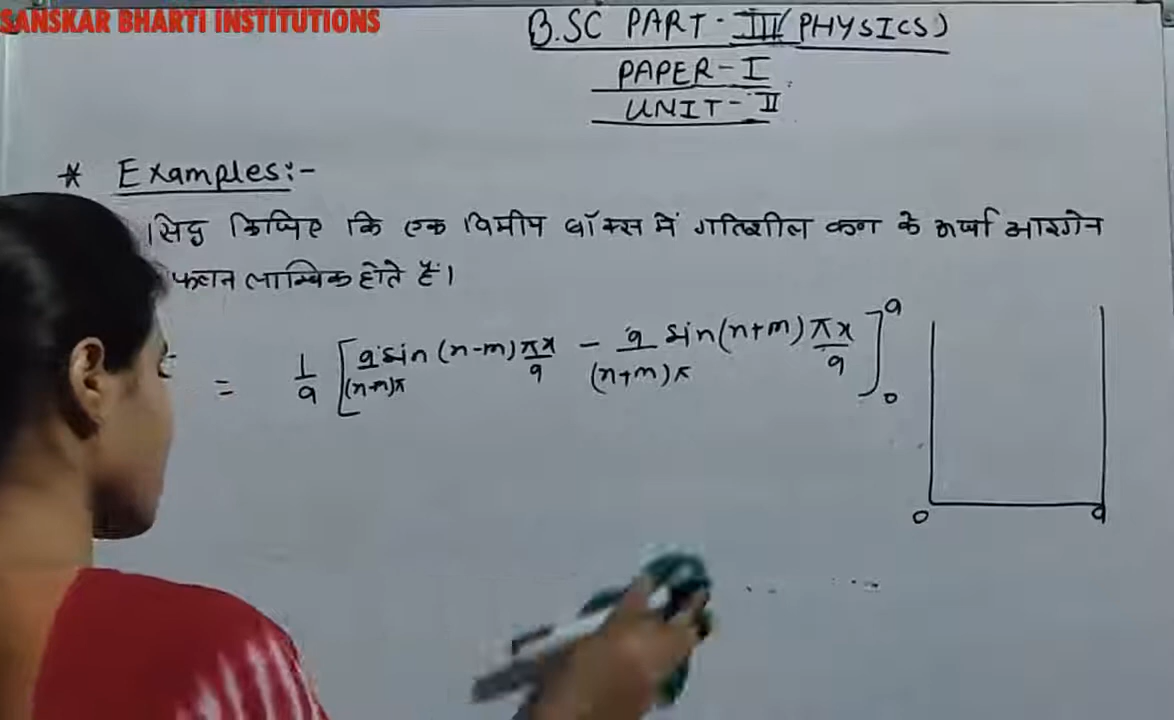 SANSKAR BHARTI INSTITUTIONS
B.SC PART-III (PHYSICS)
PAPER-I
UNIT-II
* Examples:-
सिद्ध किजिए कि एक विमीय बॉक्स में गतिशील कण के ऊर्जा आइगेन
फलन लाम्बिक होते हैं।
= 1/a [a sin (n-m) πx/a / (n-m)π - a sin(n+m) πx/a / (n+m)π]₀ᵃ
0 a